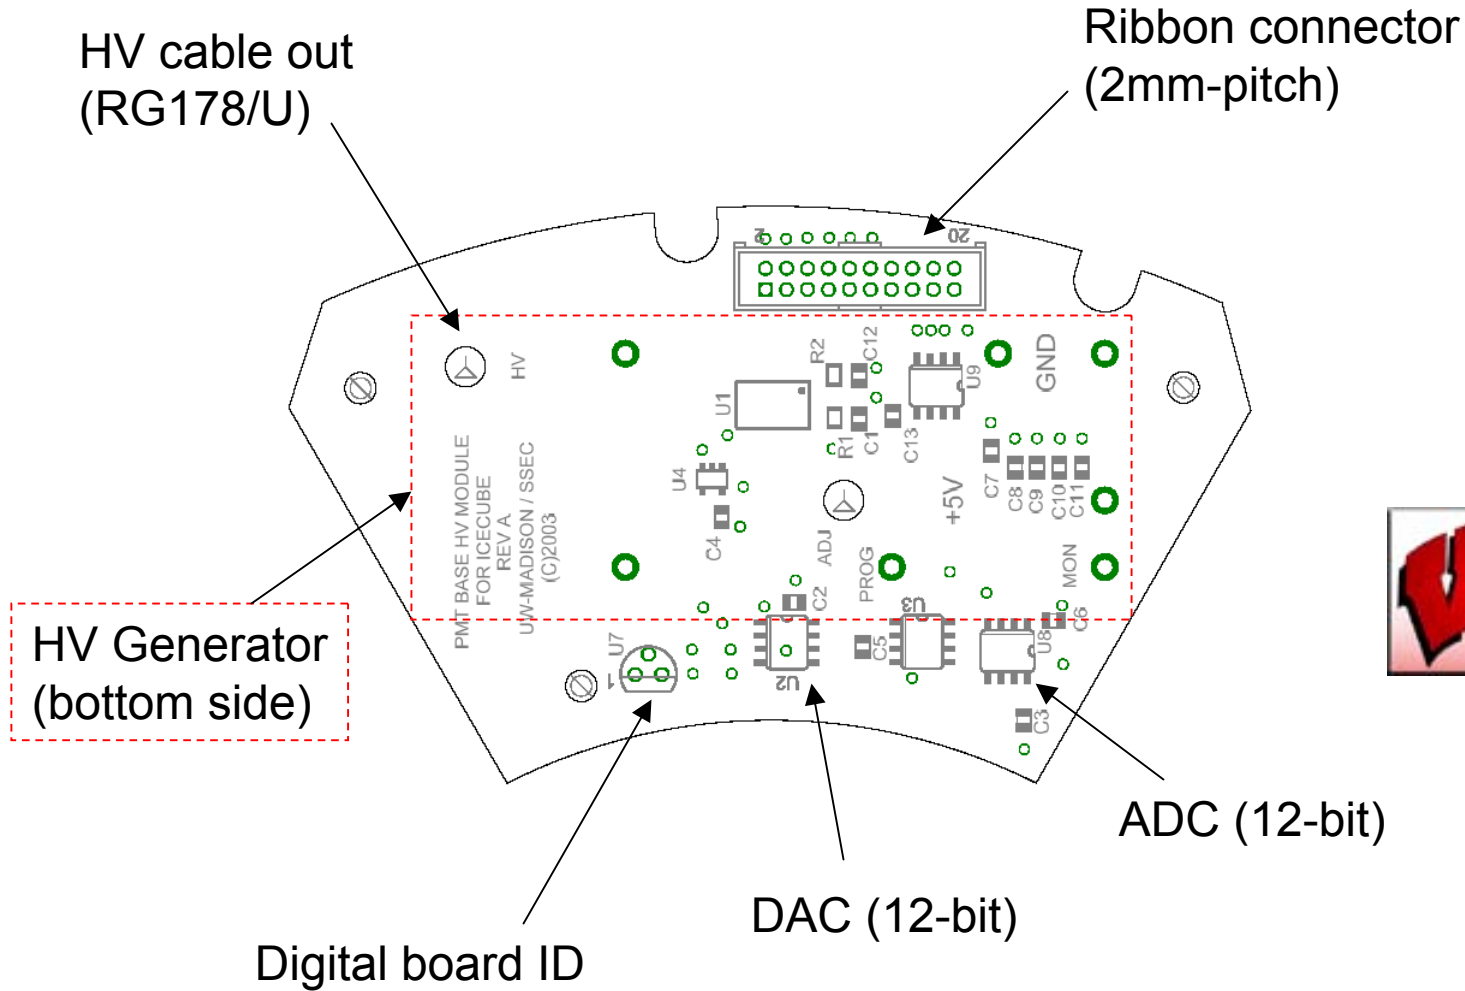 HV cable out
(RG178/U)
Ribbon connector
(2mm-pitch)
2
20
HV
R2
C12
U9
GND
U1
R1
C1
C13
U4
C4
ADJ
+5V
C7
C8
C9
C10
C11
PMT BASE HV MODULE
FOR ICECUBE
REV A
UW-MADISON / SSEC
(C)2003
PROG
MON
C2
U3
C6
U7
1
U2
C5
U8
C3
HV Generator
(bottom side)
ADC (12-bit)
DAC (12-bit)
Digital board ID